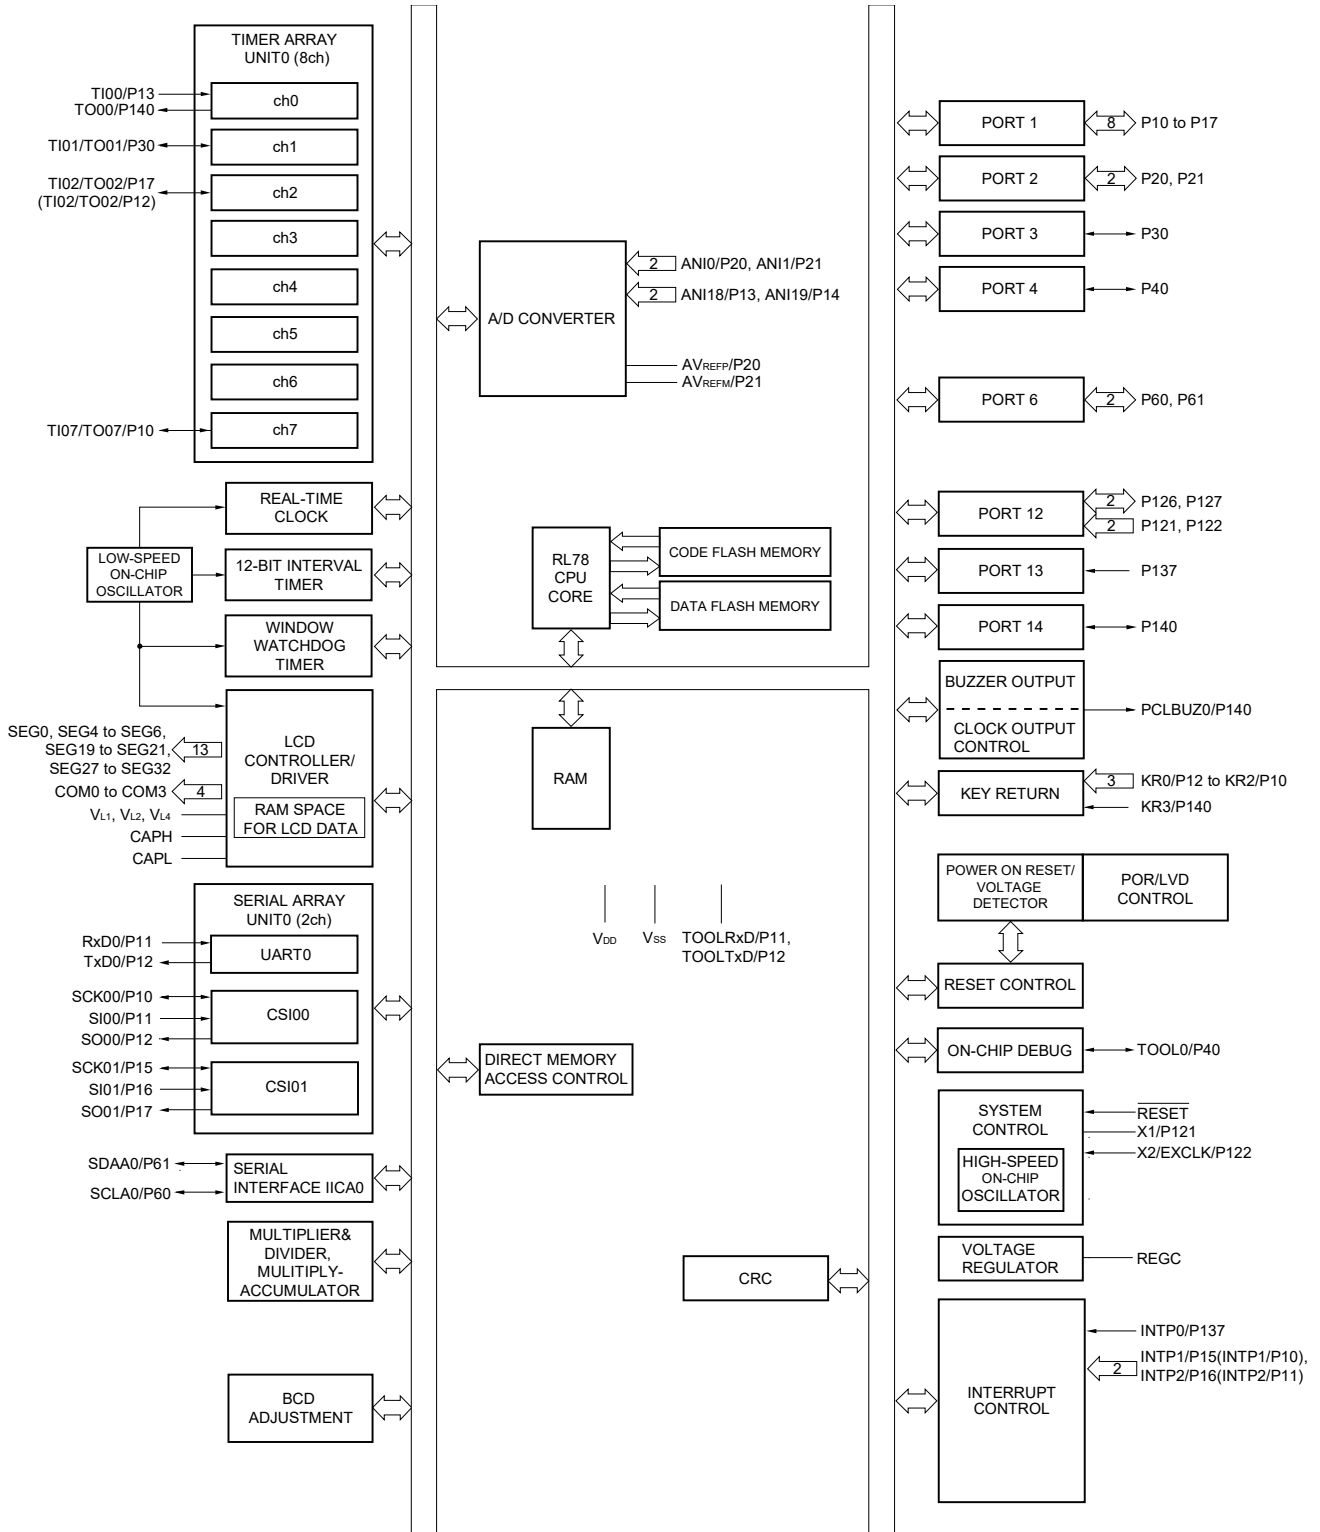 TIMER ARRAY
UNIT0 (8ch)
TI00/P13
TO00/P140
ch0
TI01/TO01/P30
ch1
TI02/TO02/P17
(TI02/TO02/P12)
ch2
ch3
ch4
ch5
ch6
TI07/TO07/P10
ch7
REAL-TIME
CLOCK
LOW-SPEED
ON-CHIP
OSCILLATOR
12-BIT INTERVAL
TIMER
WINDOW
WATCHDOG
TIMER
SEG0, SEG4 to SEG6,
SEG19 to SEG21,
SEG27 to SEG32
13
COM0 to COM3
4
VL1, VL2, VL4
CAPH
CAPL
LCD
CONTROLLER/
DRIVER
RAM SPACE
FOR LCD DATA
SERIAL ARRAY
UNIT0 (2ch)
RxD0/P11
TxD0/P12
UART0
SCK00/P10
SI00/P11
SO00/P12
CSI00
SCK01/P15
SI01/P16
SO01/P17
CSI01
SDAA0/P61
SCLA0/P60
SERIAL
INTERFACE IICA0
MULTIPLIER&
DIVIDER,
MULITIPLY-
ACCUMULATOR
BCD
ADJUSTMENT
A/D CONVERTER
2
ANI0/P20, ANI1/P21
2
ANI18/P13, ANI19/P14
AVREFP/P20
AVREFM/P21
RL78
CPU
CORE
CODE FLASH MEMORY
DATA FLASH MEMORY
RAM
VDD
VSS
TOOLRxD/P11,
TOOLTxD/P12
DIRECT MEMORY
ACCESS CONTROL
CRC
PORT 1
8
P10 to P17
PORT 2
2
P20, P21
PORT 3
P30
PORT 4
P40
PORT 6
2
P60, P61
PORT 12
2
P126, P127
2
P121, P122
PORT 13
P137
PORT 14
P140
BUZZER OUTPUT
CLOCK OUTPUT
CONTROL
PCLBUZ0/P140
KEY RETURN
3
KR0/P12 to KR2/P10
KR3/P140
POWER ON RESET/
VOLTAGE
DETECTOR
POR/LVD
CONTROL
RESET CONTROL
ON-CHIP DEBUG
TOOL0/P40
SYSTEM
CONTROL
HIGH-SPEED
ON-CHIP
OSCILLATOR
RESET
X1/P121
X2/EXCLK/P122
VOLTAGE
REGULATOR
REGC
INTERRUPT
CONTROL
INTP0/P137
2
INTP1/P15(INTP1/P10),
INTP2/P16(INTP2/P11)